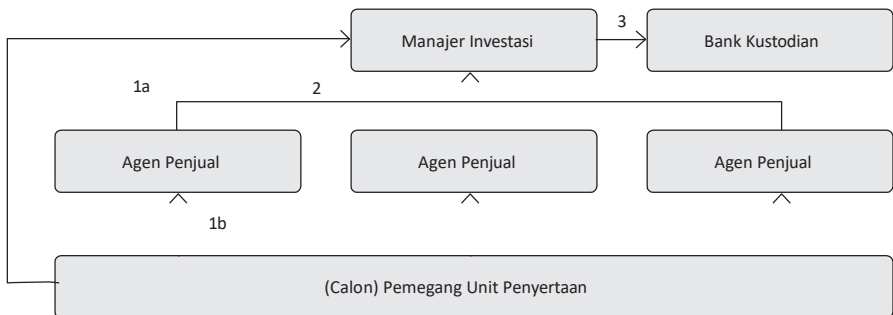 3
Manajer Investasi
Bank Kustodian
1a
2
Agen Penjual
Agen Penjual
Agen Penjual
1b
(Calon) Pemegang Unit Penyertaan